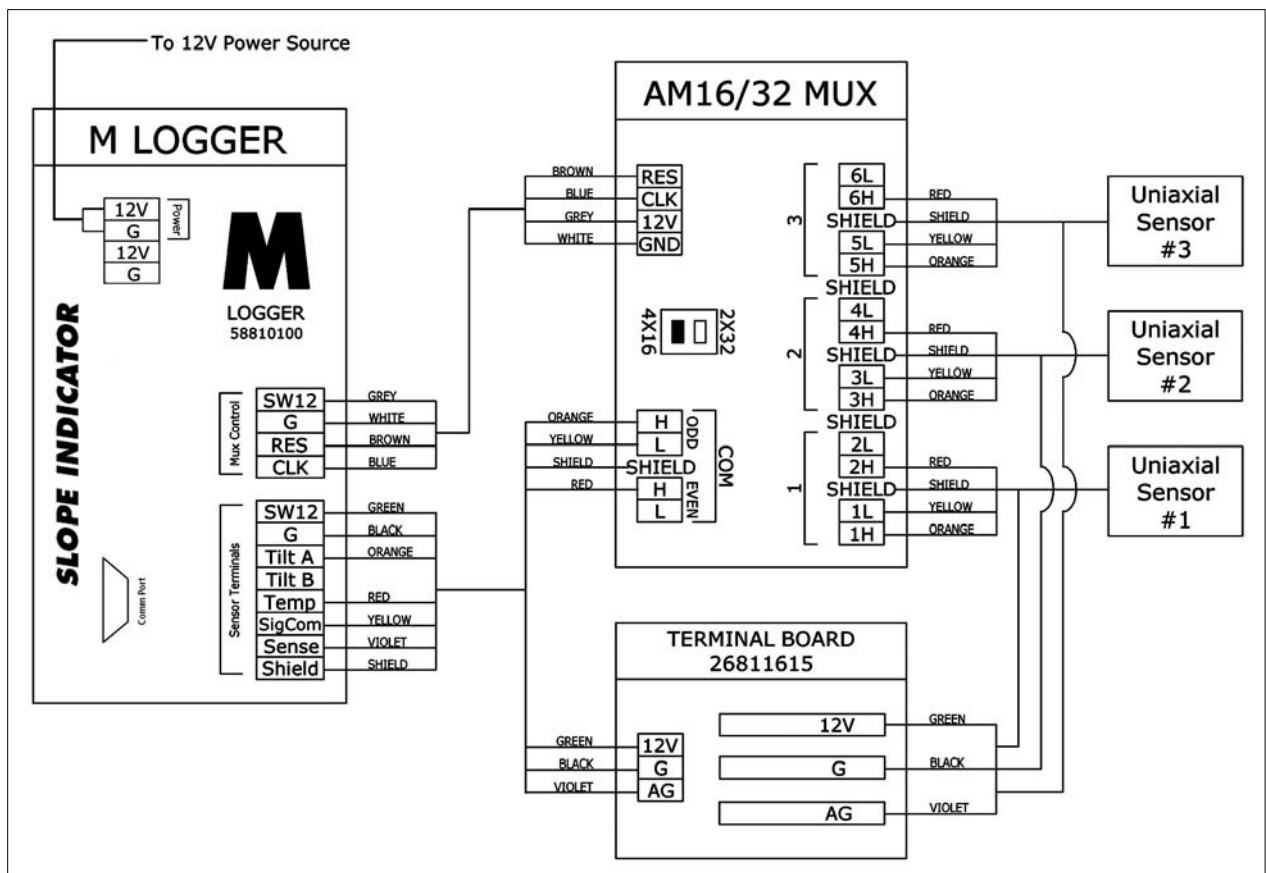 To 12V Power Source
M LOGGER
12V
G
12V
G
Power
M
LOGGER
58810100
SLOPE INDICATOR
Mux Control
SW12
G
RES
CLK
GREY
WHITE
BROWN
BLUE
Sensor Terminals
SW12
G
Tilt A
Tilt B
Temp
SigCom
Sense
Shield
GREEN
BLACK
ORANGE
RED
YELLOW
VIOLET
SHIELD
Comm Port
AM16/32 MUX
BROWN
BLUE
GREY
WHITE
RES
CLK
12V
GND
4X16
2X32
ORANGE
YELLOW
SHIELD
RED
H
L
SHIELD
H
L
ODD
EVEN
COM
3
6L
6H
SHIELD
5L
5H
SHIELD
2
4L
4H
SHIELD
3L
3H
SHIELD
1
2L
2H
SHIELD
1L
1H
RED
SHIELD
YELLOW
ORANGE
RED
SHIELD
YELLOW
ORANGE
RED
SHIELD
YELLOW
ORANGE
Uniaxial
Sensor
#3
Uniaxial
Sensor
#2
Uniaxial
Sensor
#1
TERMINAL BOARD
26811615
GREEN
BLACK
VIOLET
12V
G
AG
12V
G
AG
GREEN
BLACK
VIOLET